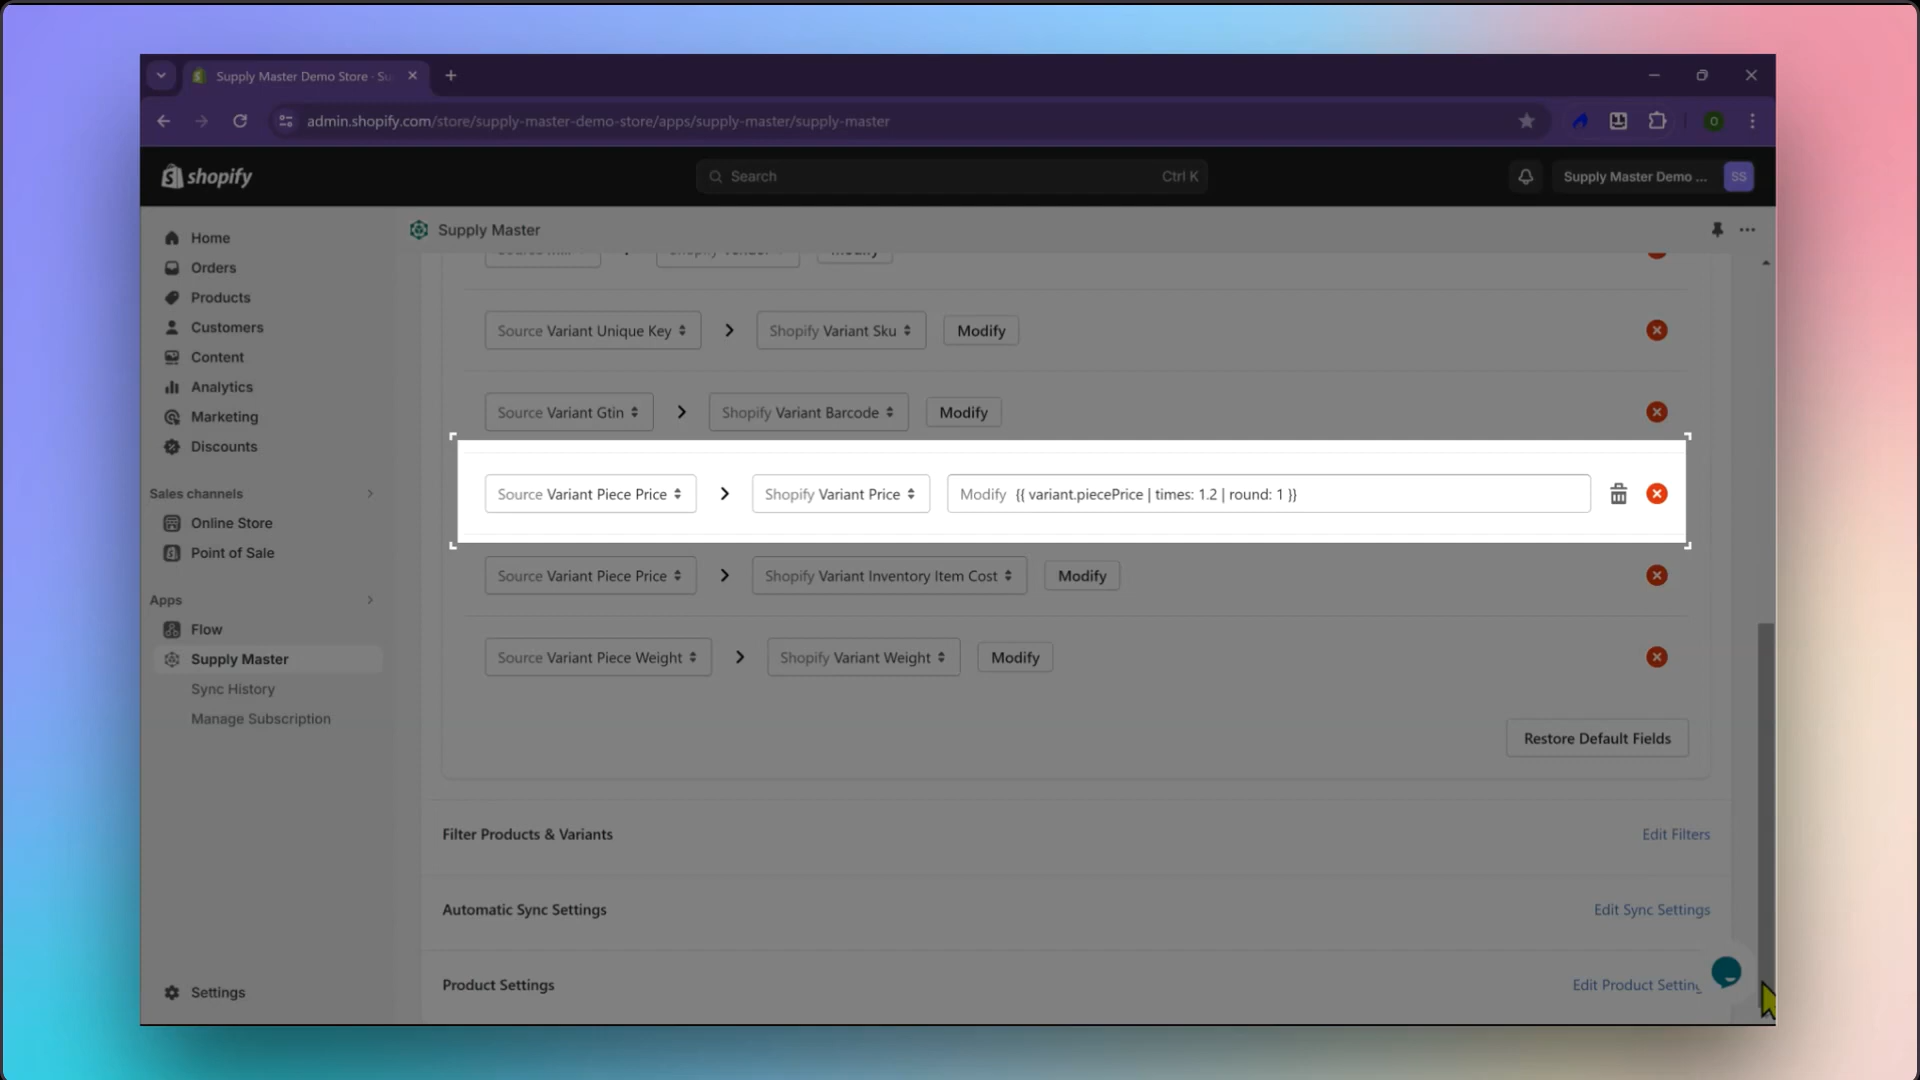 Supply Master Demo Store · Su
admin.shopify.com/store/supply-master-demo-store/apps/supply-master/supply-master
shopify
Search
Ctrl K
Supply Master Demo ...
SS
Home
Orders
Products
Customers
Content
Analytics
Marketing
Discounts
Sales channels
Online Store
Point of Sale
Apps
Flow
Supply Master
Sync History
Manage Subscription
Settings
Supply Master
Source Variant Unique Key
Shopify Variant Sku
Modify
Source Variant Gtin
Shopify Variant Barcode
Modify
Source Variant Piece Price
Shopify Variant Price
Modify {{ variant.piecePrice | times: 1.2 | round: 1 }}
Source Variant Piece Price
Shopify Variant Inventory Item Cost
Modify
Source Variant Piece Weight
Shopify Variant Weight
Modify
Restore Default Fields
Filter Products & Variants
Edit Filters
Automatic Sync Settings
Edit Sync Settings
Product Settings
Edit Product Setting